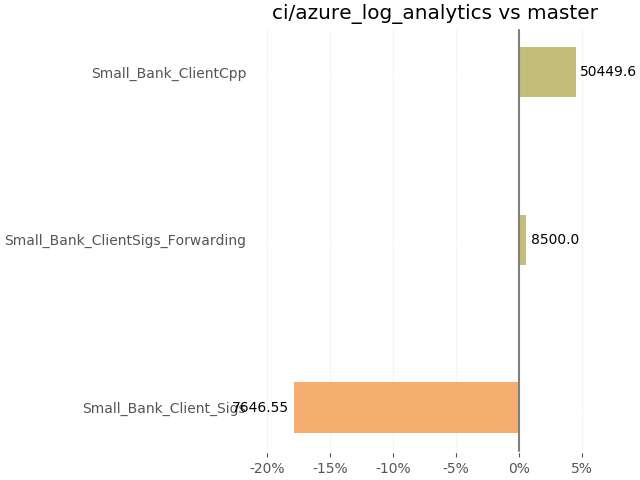 ci/azure_log_analytics vs master
Small_Bank_ClientCpp
50449.6
Small_Bank_ClientSigs_Forwarding
8500.0
Small_Bank_Client_Sigs
7646.55
-20%
-15%
-10%
-5%
0%
5%